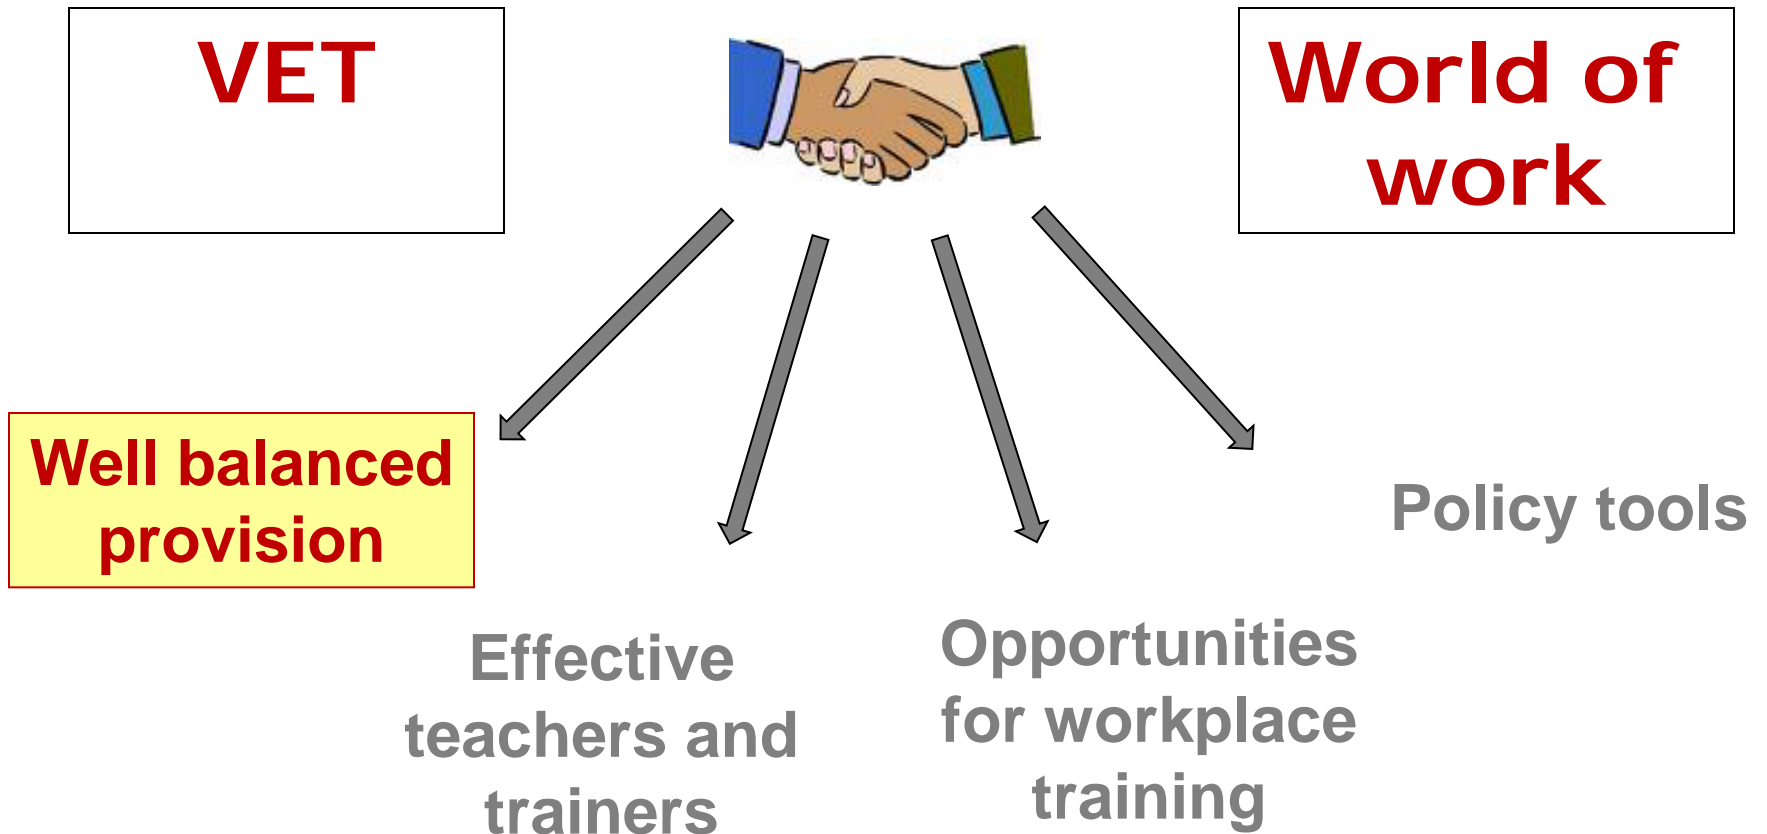 VET
World of
work
Well balanced
provision
Policy tools
Effective
teachers and
trainers
Opportunities
for workplace
training